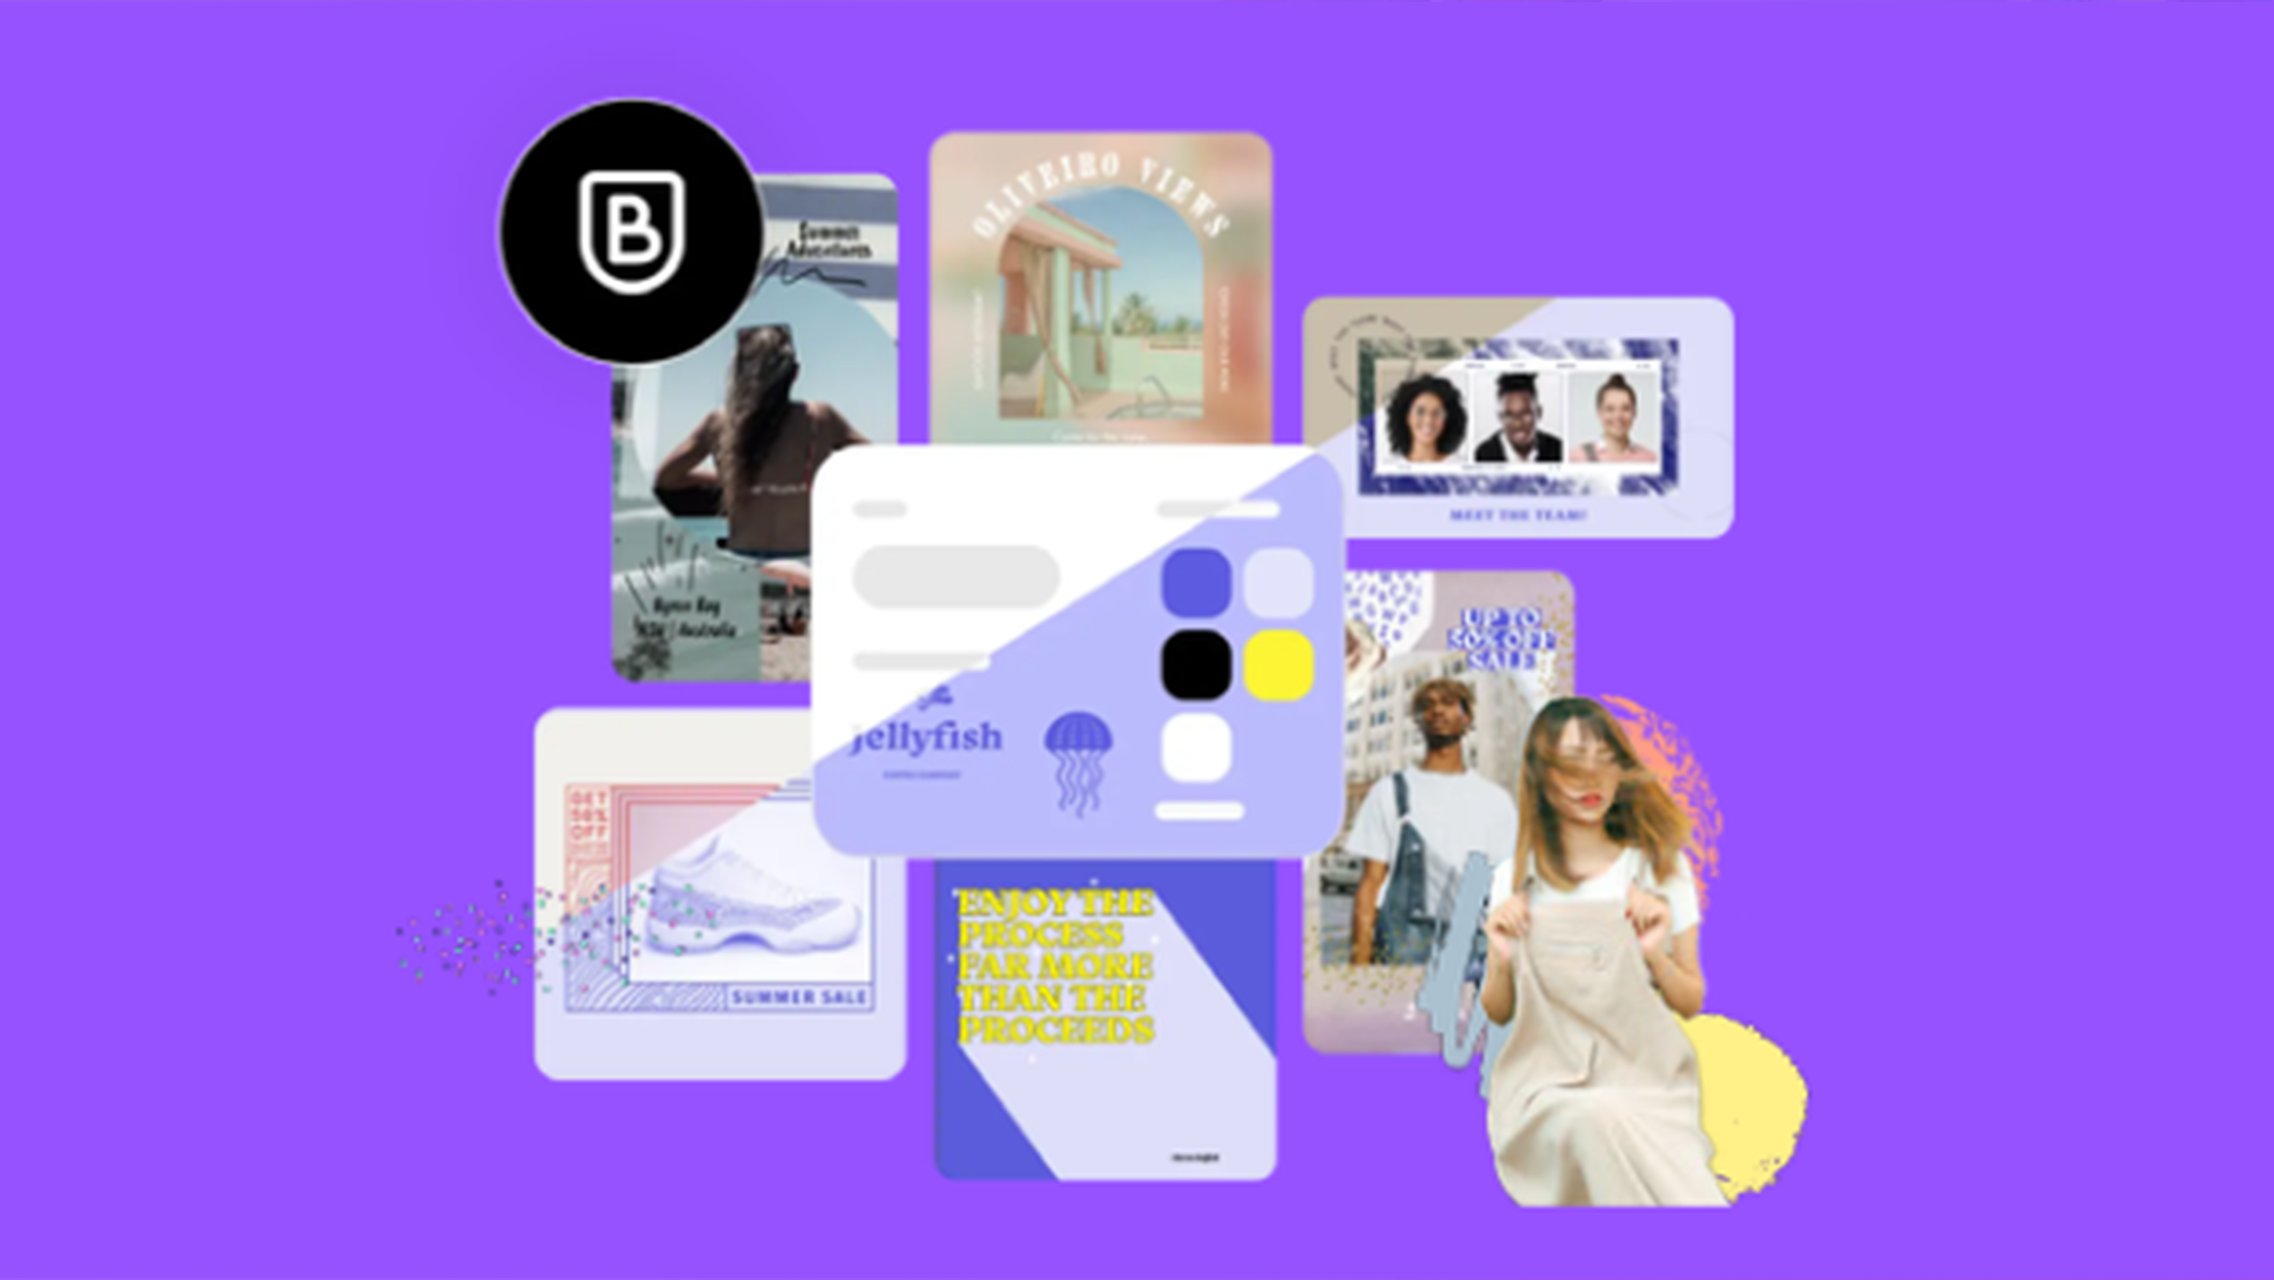 B
Summer
Adventures
OLIVEIRO VIEWS
MEET THE TEAM!
Byron Bay
NSW | Australia
UP TO
50% OFF
SALE
jellyfish
GET
50%
OFF
SUMMER SALE
ENJOY THE
PROCESS
FAR MORE
THAN THE
PROCEEDS